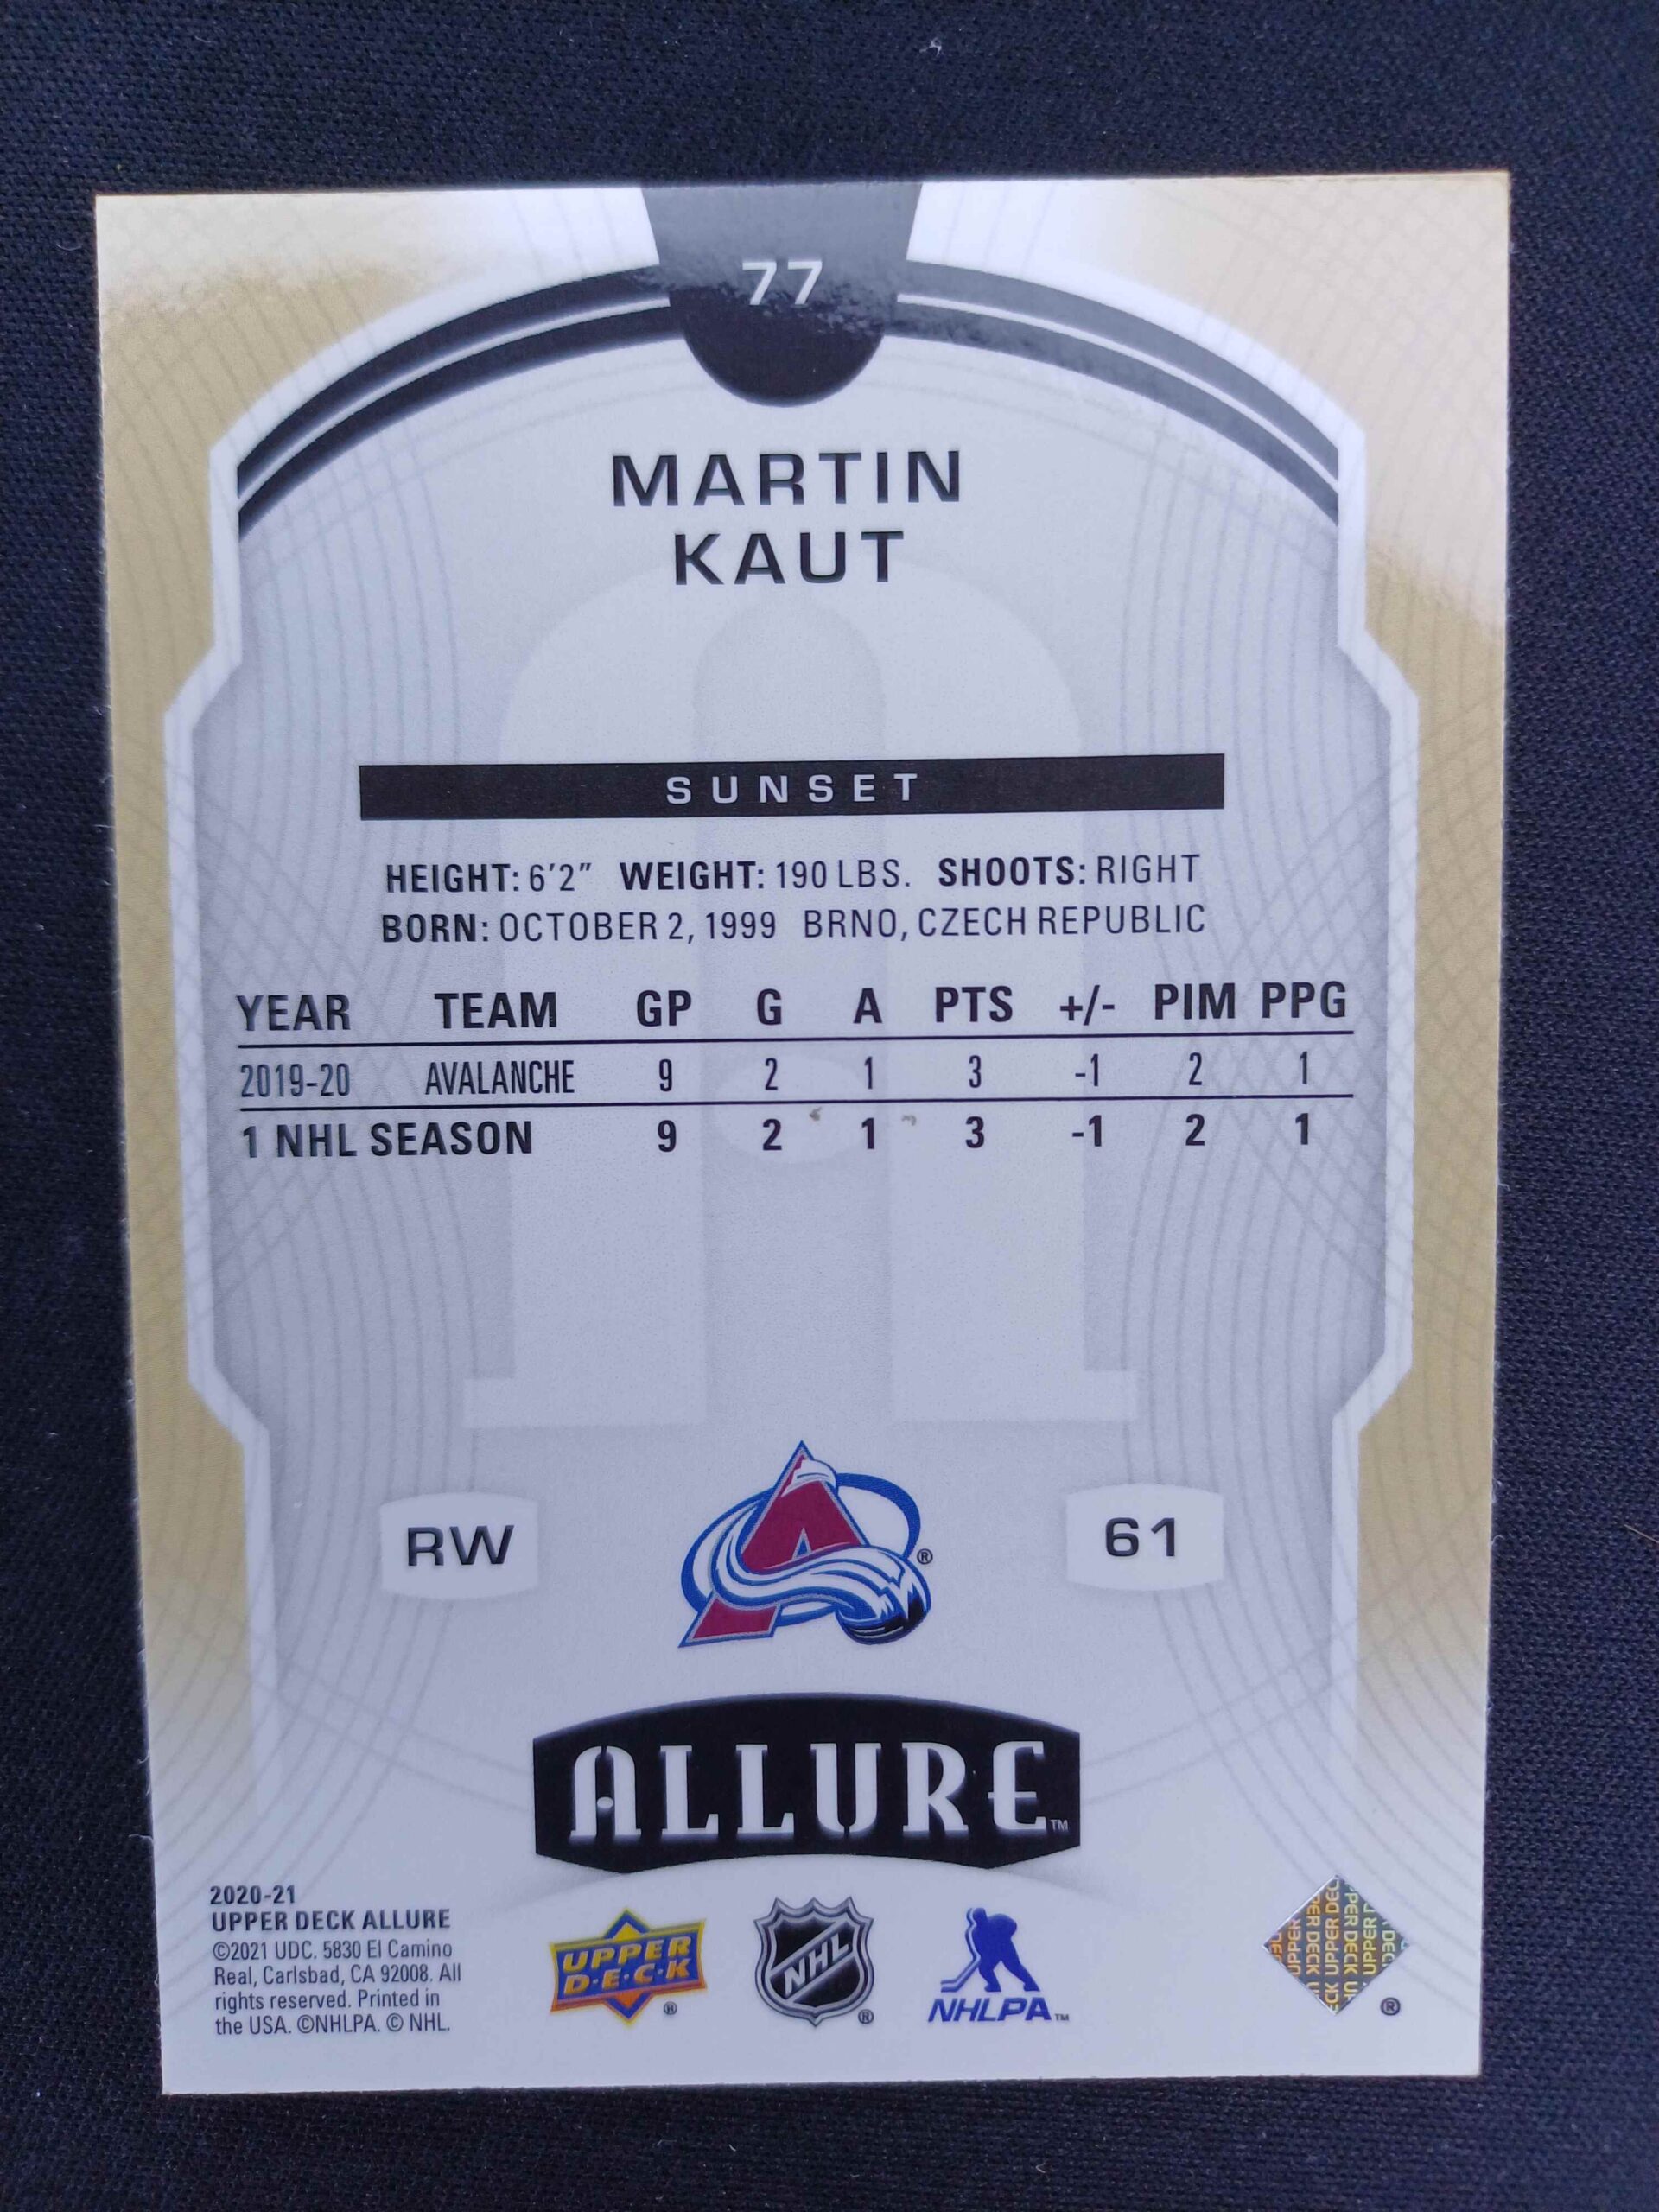 77
MARTIN
KAUT
SUNSET
HEIGHT: 6'2" WEIGHT: 190 LBS. SHOOTS: RIGHT
BORN: OCTOBER 2, 1999 BRNO, CZECH REPUBLIC
YEAR TEAM GP G A PTS +/- PIM PPG
2019-20 AVALANCHE 9 2 1 3 -1 2 1
1 NHL SEASON 9 2 1 3 -1 2 1
RW ® 61
ALLURE™
2020-21
UPPER DECK ALLURE
©2021 UDC. 5830 El Camino
Real, Carlsbad, CA 92008. All
rights reserved. Printed in
the USA. ©NHLPA. © NHL.
UPPER
D·E·C·K ®
NHL ®
NHLPA™
UPPER DECK
®